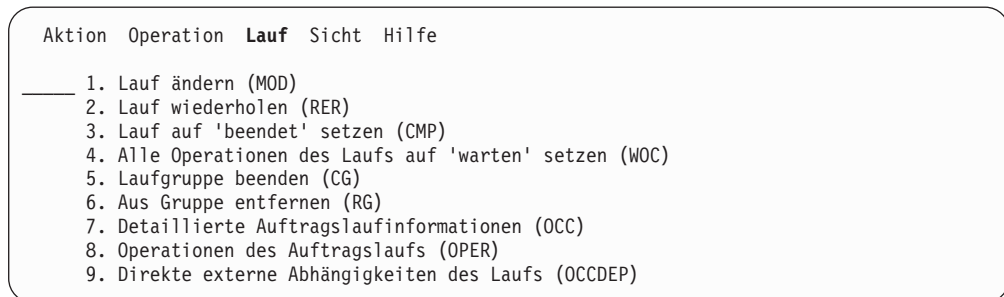 Aktion Operation Lauf Sicht Hilfe
_____ 1. Lauf ändern (MOD)
2. Lauf wiederholen (RER)
3. Lauf auf 'beendet' setzen (CMP)
4. Alle Operationen des Laufs auf 'warten' setzen (WOC)
5. Laufgruppe beenden (CG)
6. Aus Gruppe entfernen (RG)
7. Detaillierte Auftragslaufinformationen (OCC)
8. Operationen des Auftragslaufs (OPER)
9. Direkte externe Abhängigkeiten des Laufs (OCCDEP)